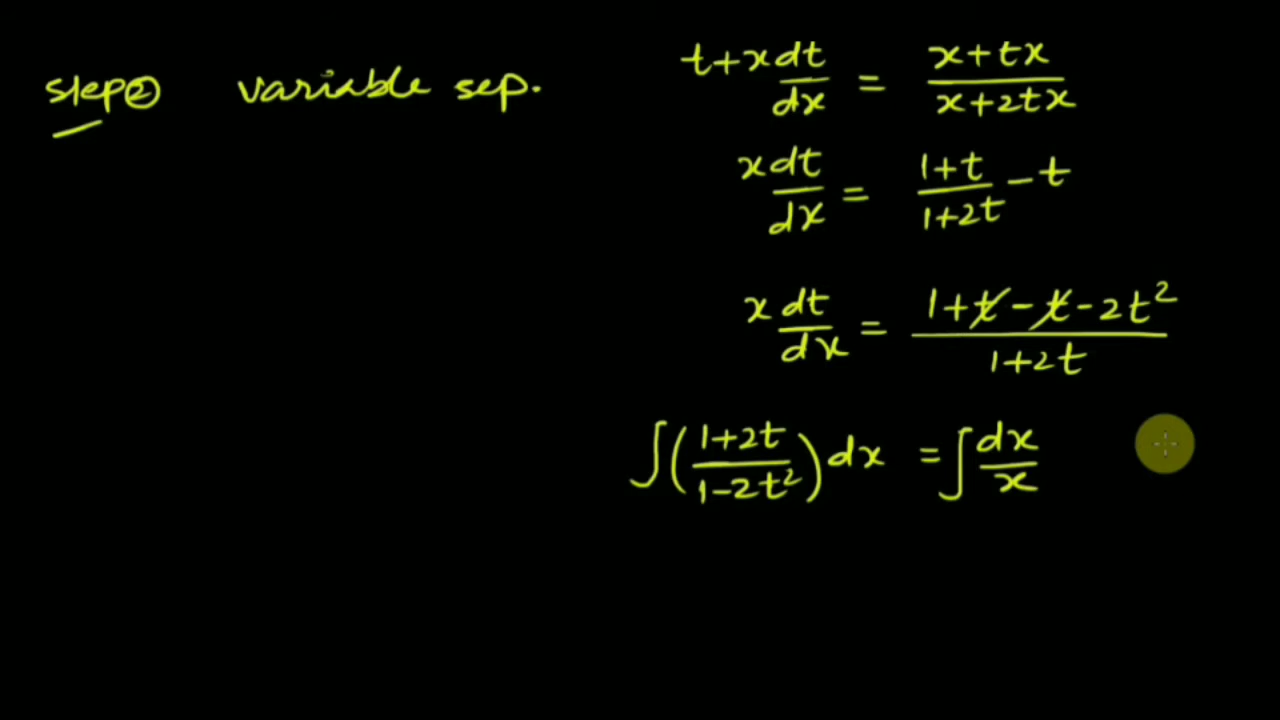 step② variable sep.
t+x dt/dx = (x+tx)/(x+2tx)
x dt/dx = (1+t)/(1+2t) - t
x dt/dx = (1+t-t-2t²)/(1+2t)
∫((1+2t)/(1-2t²))dx = ∫dx/x